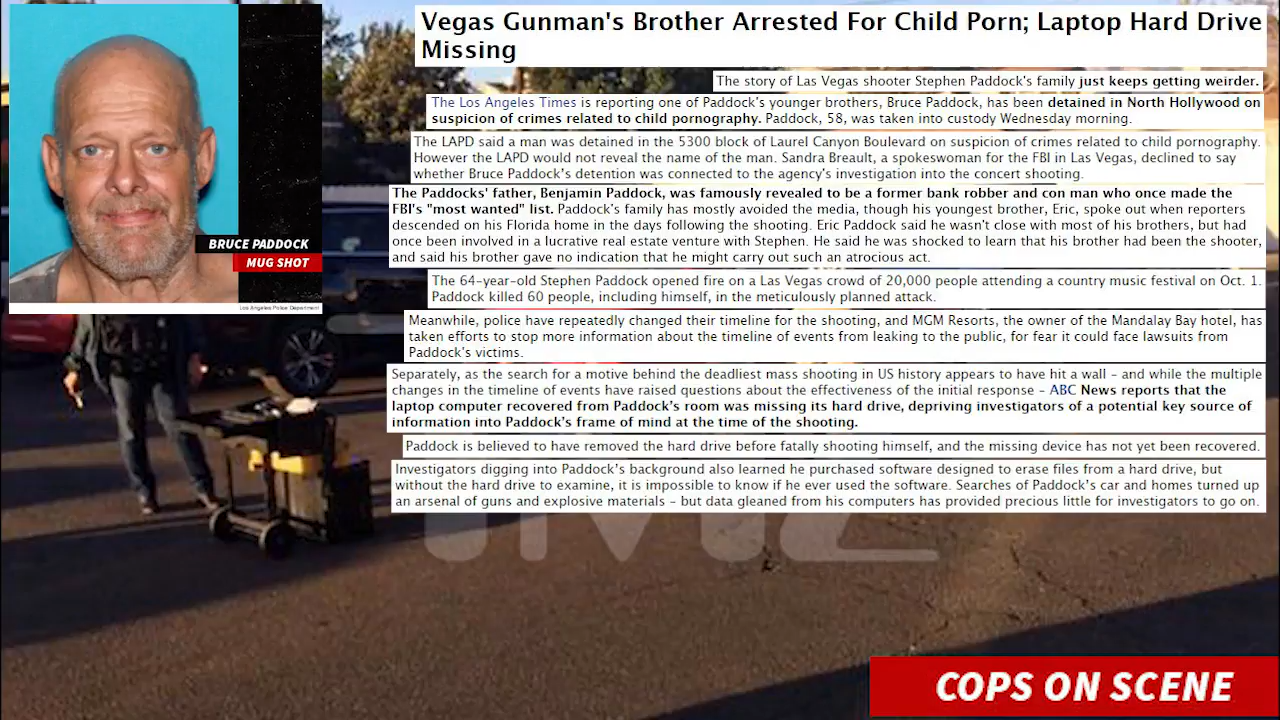 Vegas Gunman's Brother Arrested For Child Porn; Laptop Hard Drive
Missing
The story of Las Vegas shooter Stephen Paddock's family just keeps getting weirder.
The Los Angeles Times is reporting one of Paddock's younger brothers, Bruce Paddock, has been detained in North Hollywood on
suspicion of crimes related to child pornography. Paddock, 58, was taken into custody Wednesday morning.
The LAPD said a man was detained in the 5300 block of Laurel Canyon Boulevard on suspicion of crimes related to child pornography.
However the LAPD would not reveal the name of the man. Sandra Breault, a spokeswoman for the FBI in Las Vegas, declined to say
whether Bruce Paddock's detention was connected to the agency's investigation into the concert shooting.
The Paddocks' father, Benjamin Paddock, was famously revealed to be a former bank robber and con man who once made the
FBI's "most wanted" list. Paddock's family has mostly avoided the media, though his youngest brother, Eric, spoke out when reporters
descended on his Florida home in the days following the shooting. Eric Paddock said he wasn't close with most of his brothers, but had
once been involved in a lucrative real estate venture with Stephen. He said he was shocked to learn that his brother had been the shooter,
and said his brother gave no indication that he might carry out such an atrocious act.
The 64-year-old Stephen Paddock opened fire on a Las Vegas crowd of 20,000 people attending a country music festival on Oct. 1.
Paddock killed 60 people, including himself, in the meticulously planned attack.
Meanwhile, police have repeatedly changed their timeline for the shooting, and MGM Resorts, the owner of the Mandalay Bay hotel, has
taken efforts to stop more information about the timeline of events from leaking to the public, for fear it could face lawsuits from
Paddock's victims.
Separately, as the search for a motive behind the deadliest mass shooting in US history appears to have hit a wall – and while the multiple
changes in the timeline of events have raised questions about the effectiveness of the initial response – ABC News reports that the
laptop computer recovered from Paddock's room was missing its hard drive, depriving investigators of a potential key source of
information into Paddock's frame of mind at the time of the shooting.
Paddock is believed to have removed the hard drive before fatally shooting himself, and the missing device has not yet been recovered.
Investigators digging into Paddock's background also learned he purchased software designed to erase files from a hard drive, but
without the hard drive to examine, it is impossible to know if he ever used the software. Searches of Paddock's car and homes turned up
an arsenal of guns and explosive materials – but data gleaned from his computers has provided precious little for investigators to go on.
BRUCE PADDOCK
MUG SHOT
Los Angeles Police Department
TMZ
COPS ON SCENE